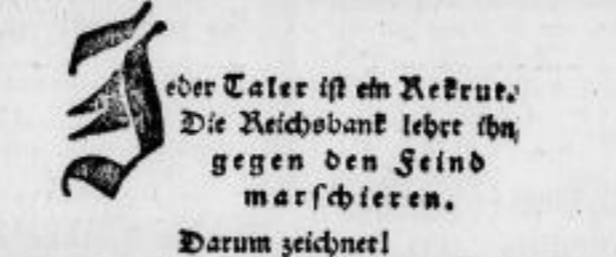 Jeder Taler ist ein Rekrut.
Die Reichsbank lehrt ihn,
gegen den Feind
marschieren.
Darum zeichnet!